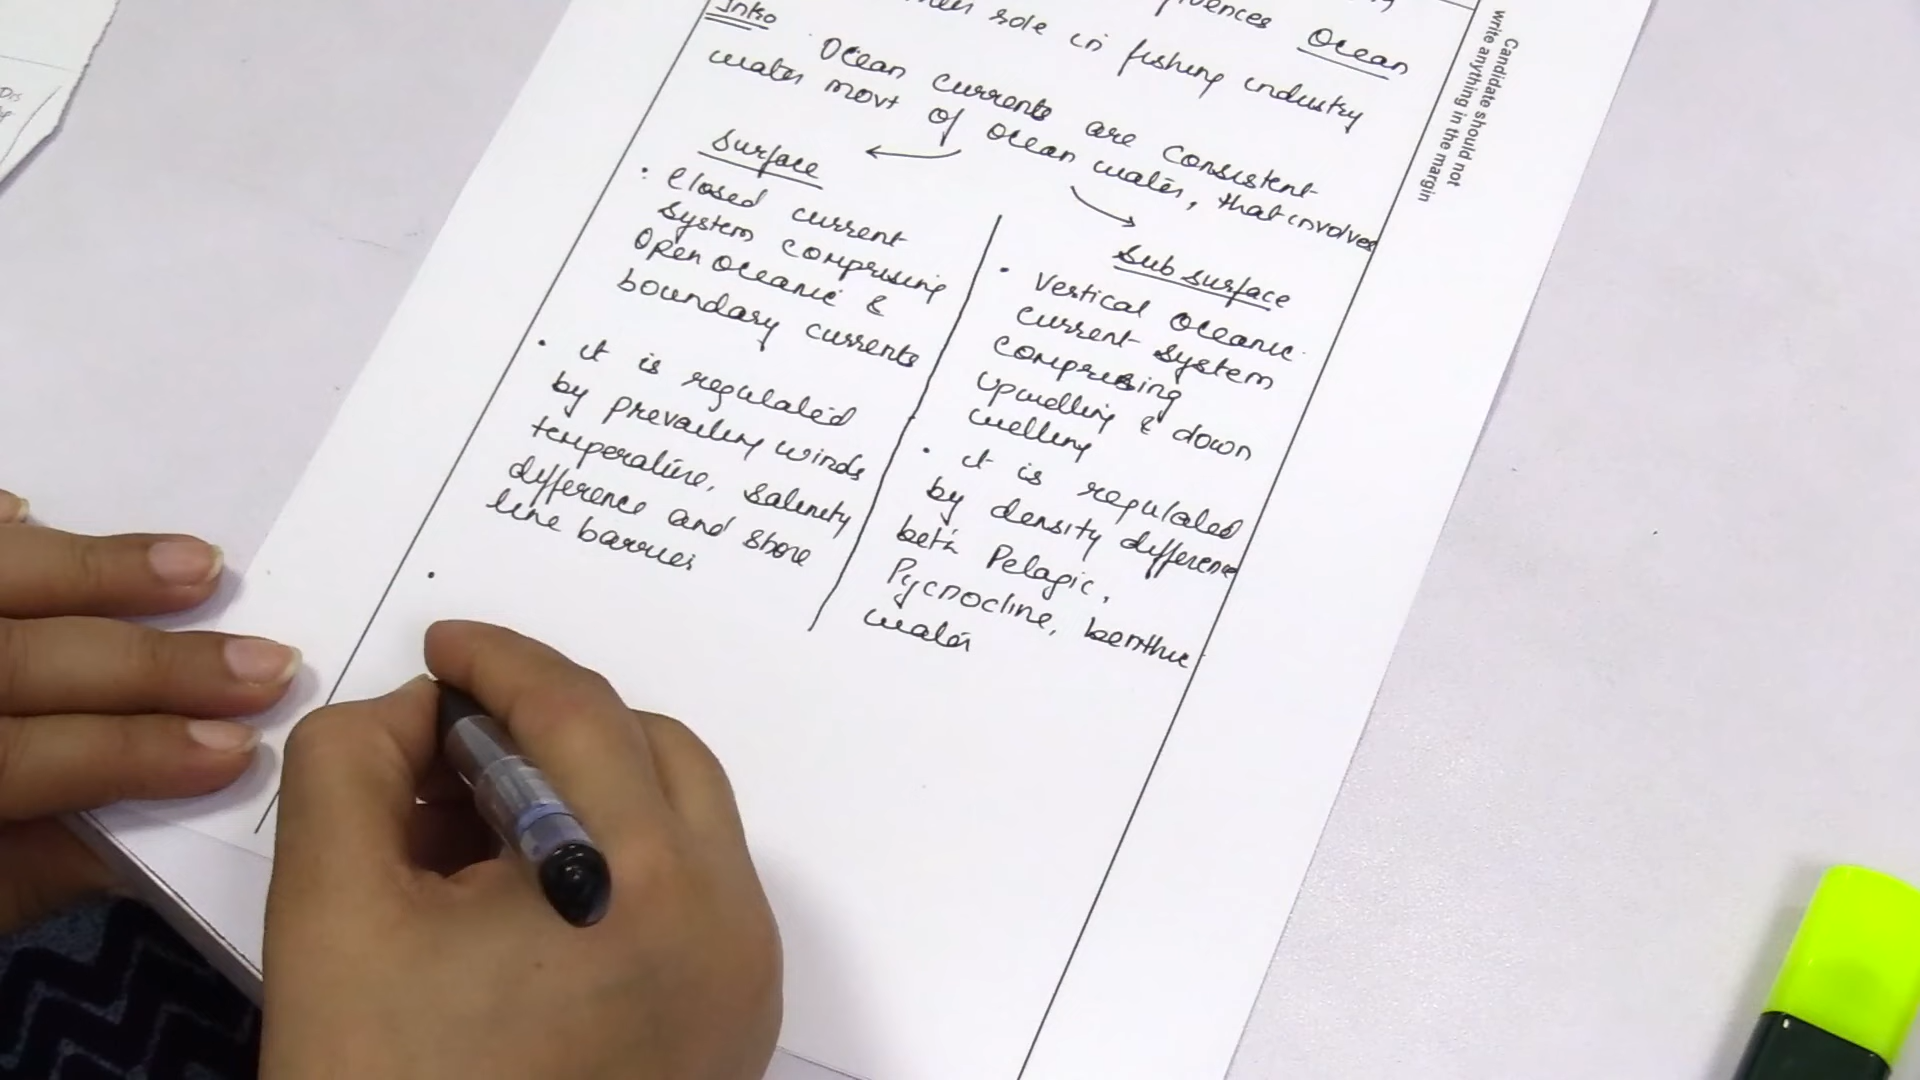 Ocean
role in fishing industry
Intro
Ocean currents are consistent
water movt of ocean water, that involves
Surface
• Closed current
system comprising
Open oceanic &
boundary currents
• it is regulated
by prevailing winds
temperature, salinity
difference and shore
line barrier
•
Sub surface
• Vertical oceanic
current system
comprising
upwelling & down
welling
• it is regulated
by density difference
betn Pelagic,
Pycnocline, benthic
water
Candidate should not
write anything in the margin